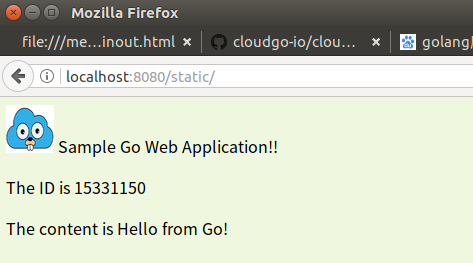 Mozilla Firefox
file:///me...inout.html × cloudgo-io/clou... × golang/
localhost:8080/static/
Sample Go Web Application!!
The ID is 15331150
The content is Hello from Go!